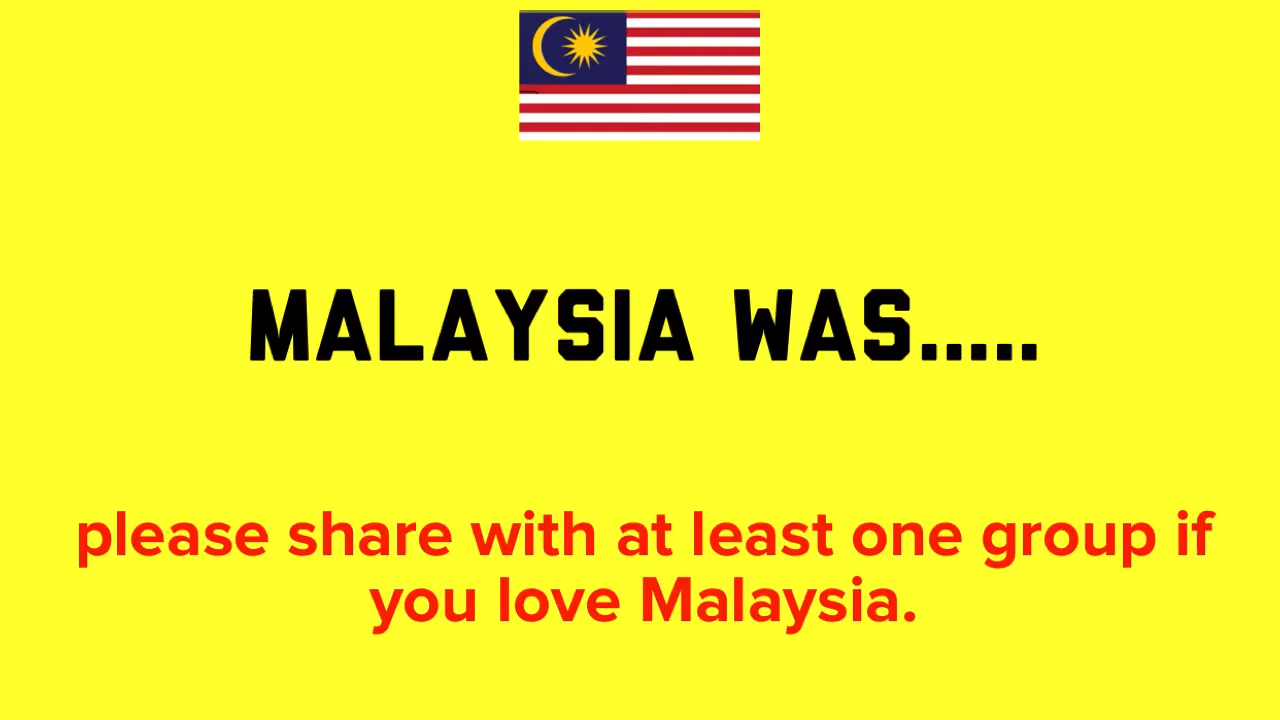 MALAYSIA WAS.....
please share with at least one group if
you love Malaysia.